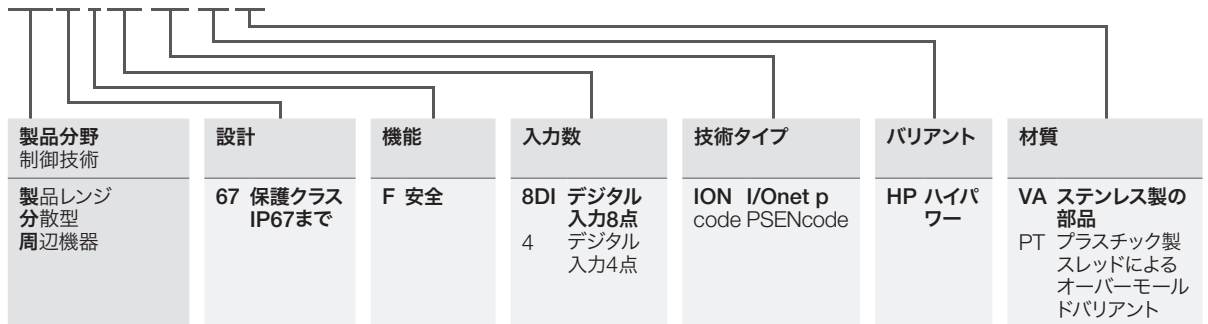 製品分野
制御技術
製品レンジ
分散型
周辺機器
設計
67 保護クラス
IP67まで
機能
F 安全
入力数
8DI デジタル
入力8点
4 デジタル
入力4点
技術タイプ
ION I/Onet p
code PSENcode
バリアント
HP ハイパ
ワー
材質
VA ステンレス製の
部品
PT プラスチック製
スレッドによる
オーバーモール
ドバリアント